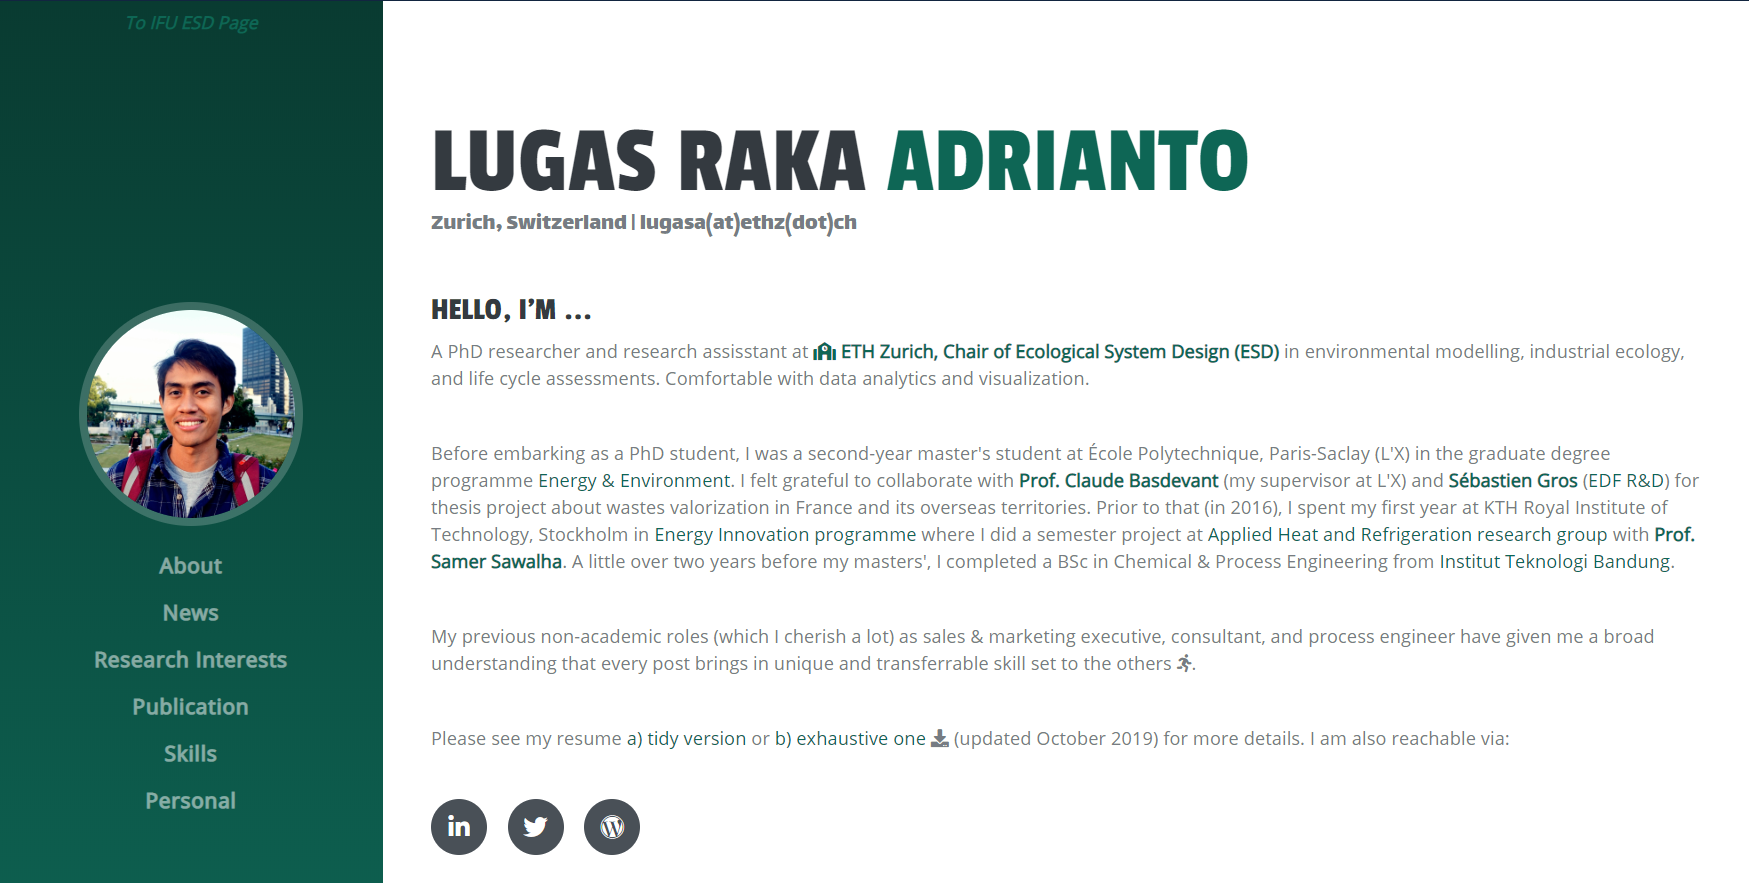 To IFU ESD Page
About
News
Research Interests
Publication
Skills
Personal
LUGAS RAKA ADRIANTO
Zurich, Switzerland | lugasa(at)ethz(dot)ch
HELLO, I'M ...
A PhD researcher and research assisstant at ETH Zurich, Chair of Ecological System Design (ESD) in environmental modelling, industrial ecology,
and life cycle assessments. Comfortable with data analytics and visualization.
Before embarking as a PhD student, I was a second-year master's student at École Polytechnique, Paris-Saclay (L'X) in the graduate degree
programme Energy & Environment. I felt grateful to collaborate with Prof. Claude Basdevant (my supervisor at L'X) and Sébastien Gros (EDF R&D) for
thesis project about wastes valorization in France and its overseas territories. Prior to that (in 2016), I spent my first year at KTH Royal Institute of
Technology, Stockholm in Energy Innovation programme where I did a semester project at Applied Heat and Refrigeration research group with Prof.
Samer Sawalha. A little over two years before my masters', I completed a BSc in Chemical & Process Engineering from Institut Teknologi Bandung.
My previous non-academic roles (which I cherish a lot) as sales & marketing executive, consultant, and process engineer have given me a broad
understanding that every post brings in unique and transferrable skill set to the others .
Please see my resume a) tidy version or b) exhaustive one (updated October 2019) for more details. I am also reachable via:
in